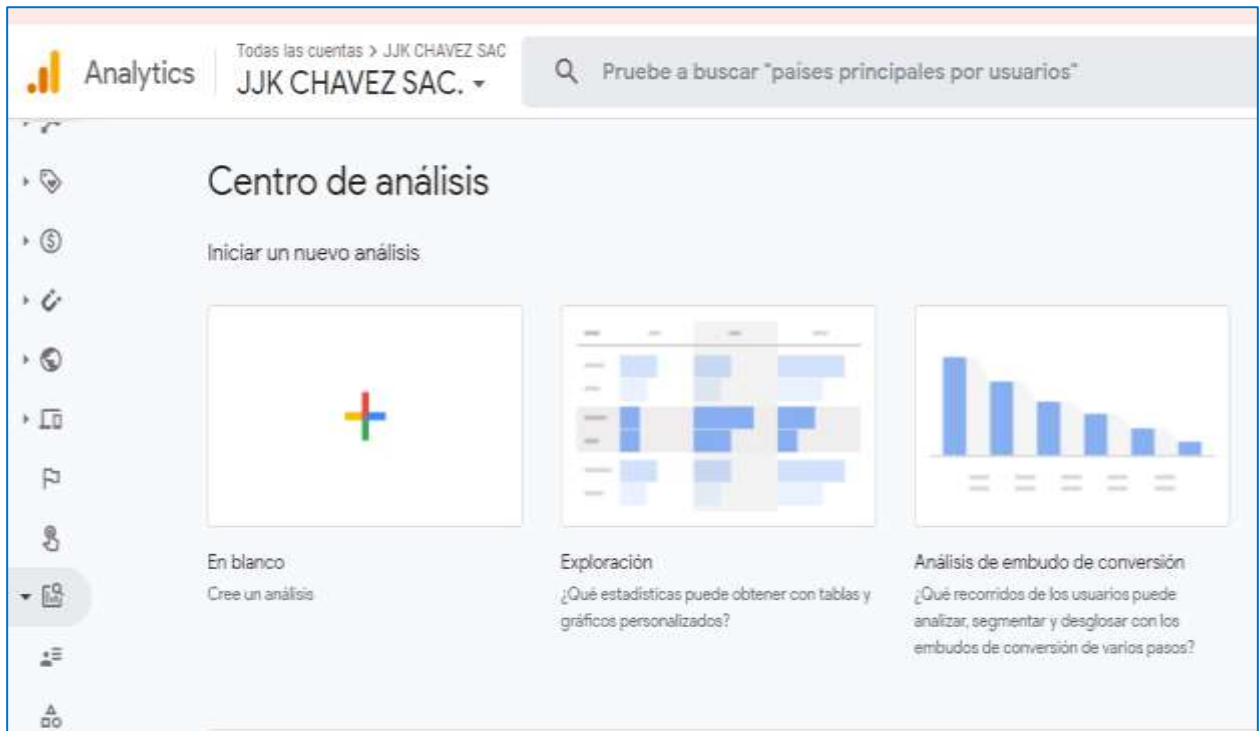 Analytics
Todas las cuentas > JJK CHAVEZ SAC
JJK CHAVEZ SAC.
Pruebe a buscar "países principales por usuarios"
Centro de análisis
Iniciar un nuevo análisis
En blanco
Cree un análisis
Exploración
¿Qué estadísticas puede obtener con tablas y
gráficos personalizados?
Análisis de embudo de conversión
¿Qué recorridos de los usuarios puede
analizar, segmentar y desglosar con los
embudos de conversión de varios pasos?